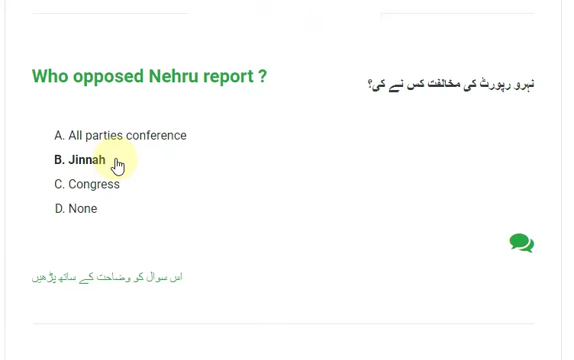 Who opposed Nehru report ?
نہرو رپورٹ کی مخالفت کس نے کی؟
A. All parties conference
B. Jinnah
C. Congress
D. None
اس سوال کو وضاحت کے ساتھ پڑھیں